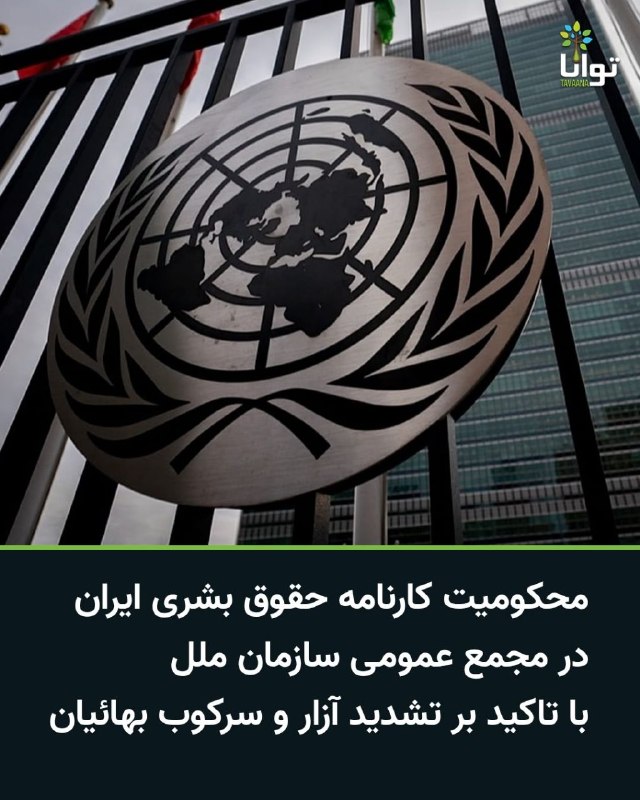 توانا
TAVAANA
محکومیت کارنامه حقوق بشری ایران
در مجمع عمومی سازمان ملل
با تاکید بر تشدید آزار و سرکوب بهائیان